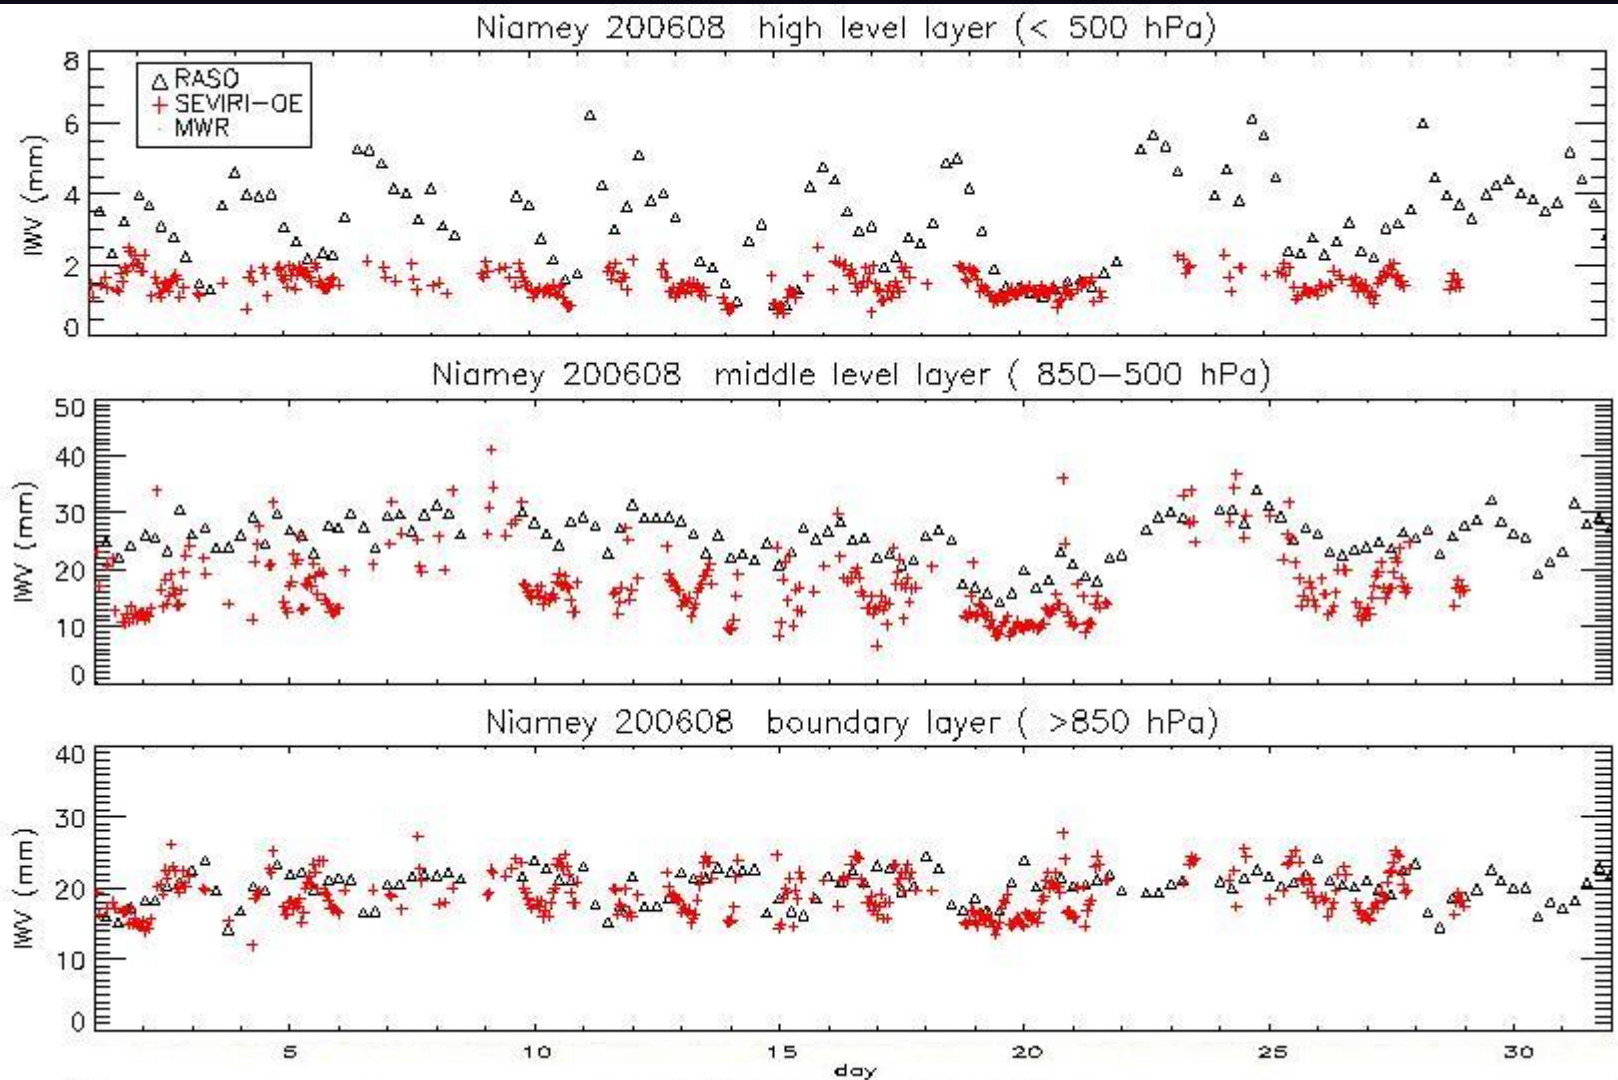 Niamey 200608 high level layer (< 500 hPa)
8
6
4
2
0
IWV (mm)
RASO
SEVIRI-OE
MWR
Niamey 200608 middle level layer ( 850-500 hPa)
50
40
30
20
10
0
IWV (mm)
Niamey 200608 boundary layer ( >850 hPa)
40
30
20
10
0
IWV (mm)
5 10 15 20 25 30
day